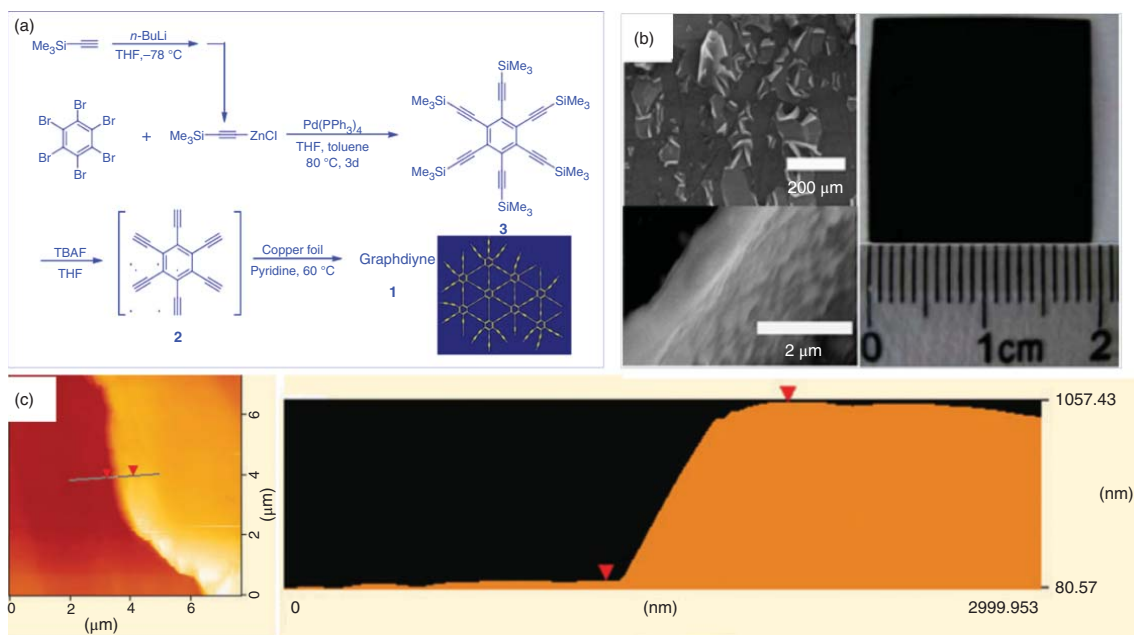 (a)
Me₃Si
n-BuLi
THF,–78 °C
Br
Br
Br
Br
Br
Br
+
Me₃Si
ZnCl
Pd(PPh₃)₄
THF, toluene
80 °C, 3d
SiMe₃
Me₃Si
SiMe₃
Me₃Si
SiMe₃
SiMe₃
3
TBAF
THF
2
Copper foil
Pyridine, 60 °C
Graphdiyne
1
(b)
200 μm
2 μm
0 1cm 2
(c)
6
4
2
0
(μm)
0 2 4 6
(μm)
1057.43
(nm)
80.57
0 (nm) 2999.953